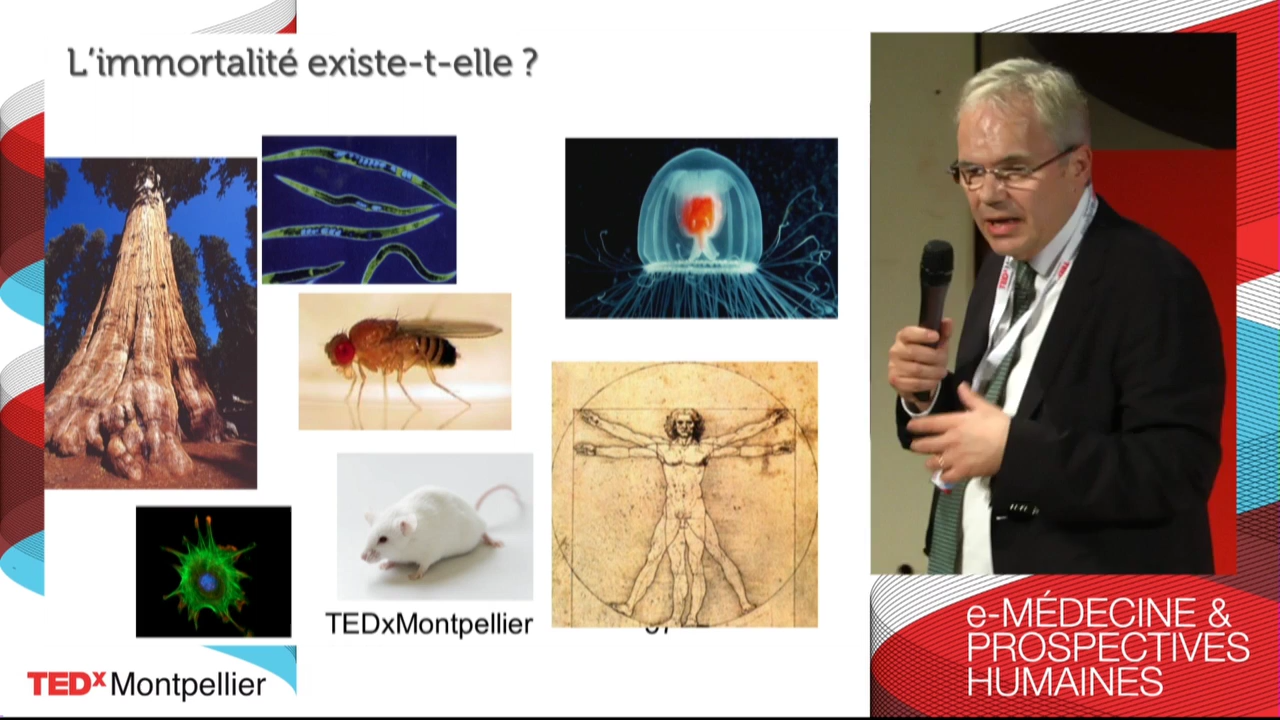 L'immortalité existe-t-elle ?
TEDxMontpellier
TEDx Montpellier
e-MÉDECINE &
PROSPECTIVES
HUMAINES